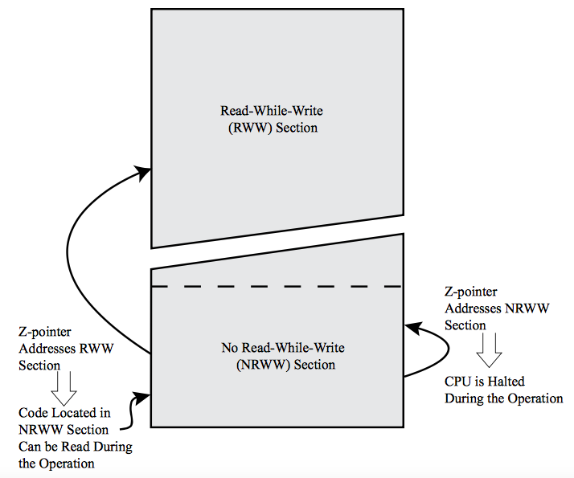 Read-While-Write
(RWW) Section
Z-pointer
Addresses RWW
Section
Code Located in
NRWW Section
Can be Read During
the Operation
No Read-While-Write
(NRWW) Section
Z-pointer
Addresses NRWW
Section
CPU is Halted
During the Operation